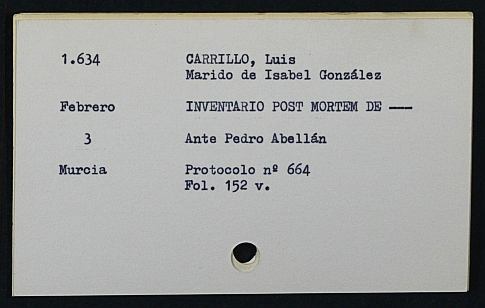 1.634 CARRILLO, Luis
Marido de Isabel González
Febrero INVENTARIO POST MORTEM DE ——
3 Ante Pedro Abellán
Murcia Protocolo nº 664
Fol. 152 v.